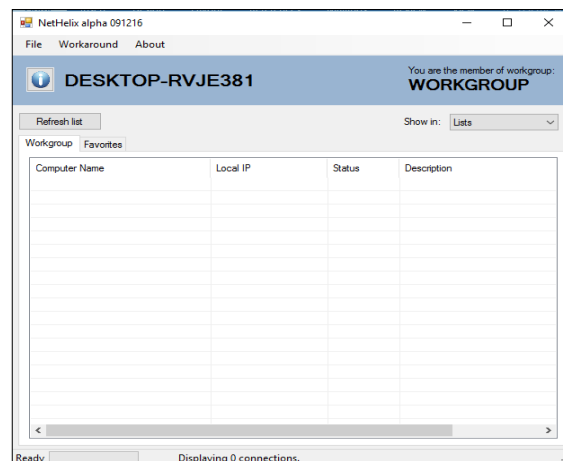 NetHelix alpha 091216
File Workaround About
DESKTOP-RVJE381
You are the member of workgroup:
WORKGROUP
Refresh list
Show in: Lists
Workgroup Favorites
Computer Name Local IP Status Description
Ready Displaying 0 connections.